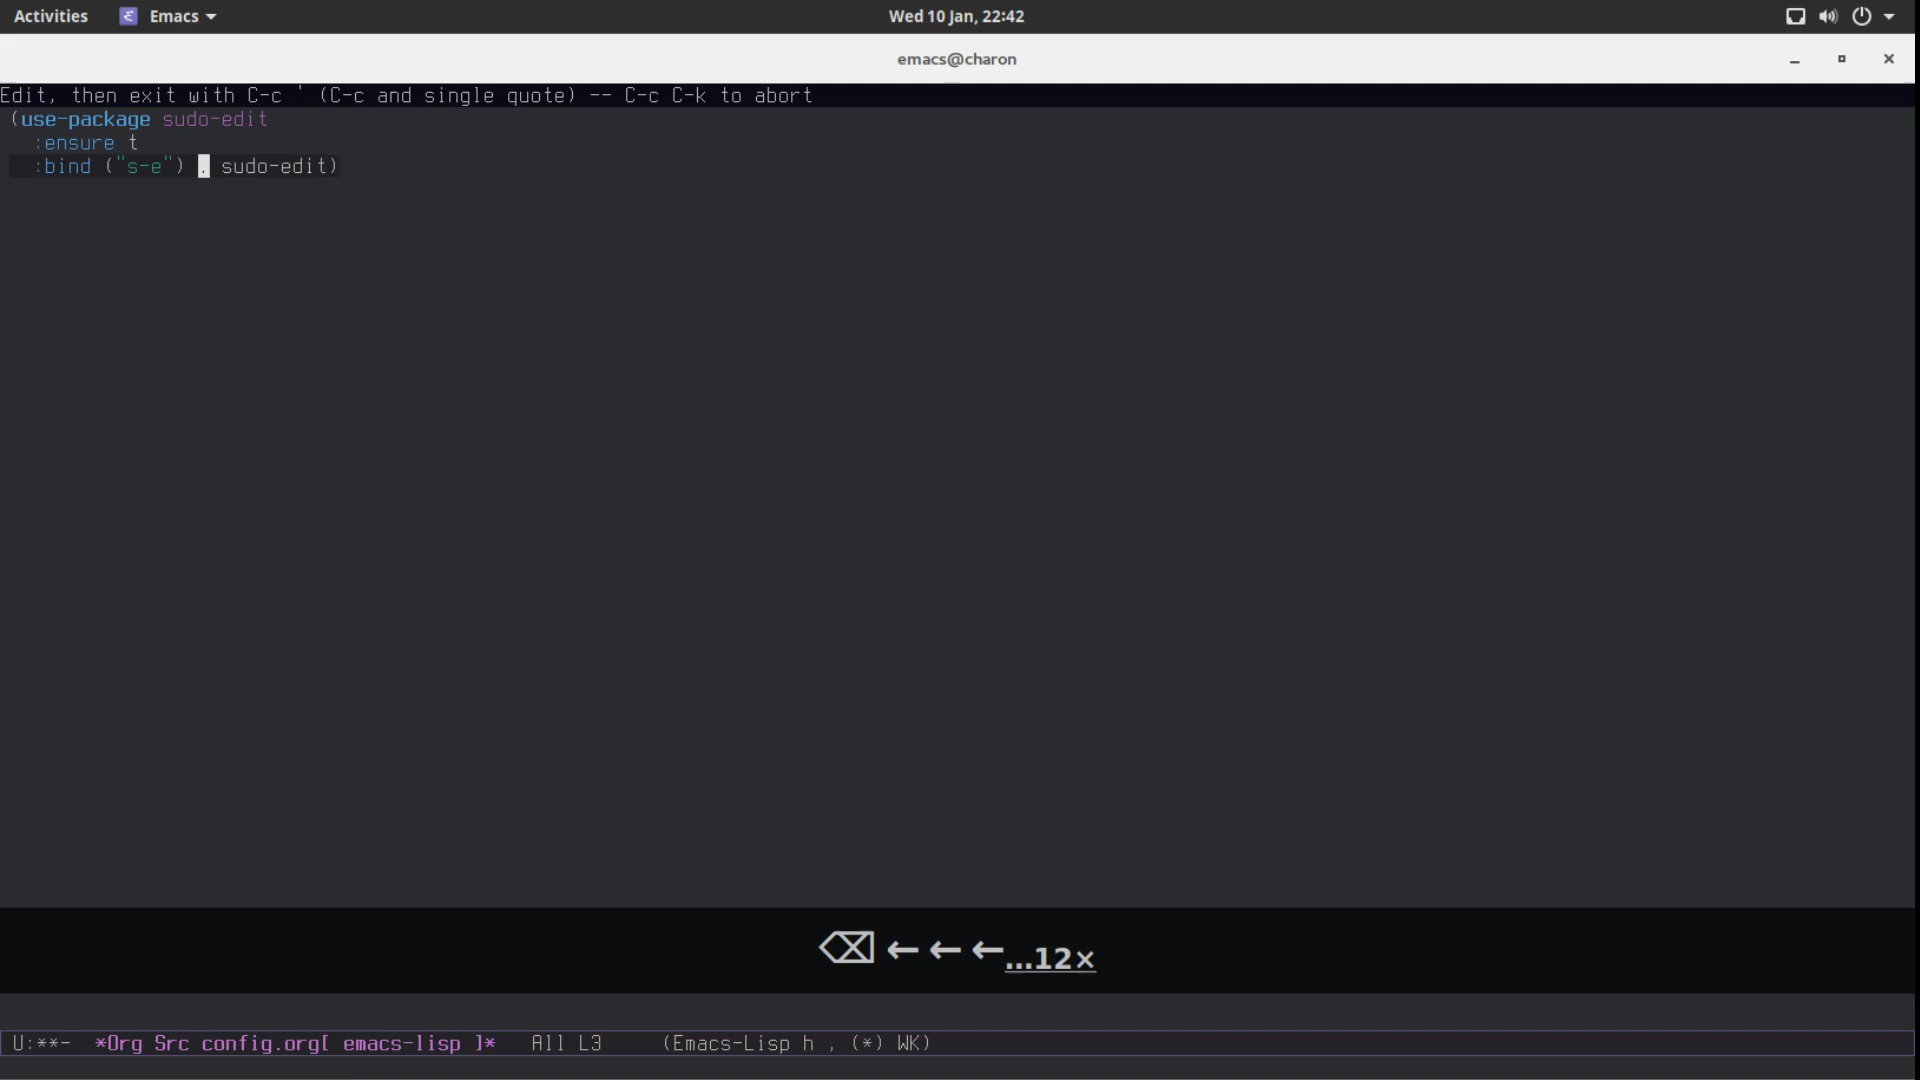 Activities Emacs Wed 10 Jan, 22:42
emacs@charon
Edit, then exit with C-c ' (C-c and single quote) -- C-c C-k to abort
(use-package sudo-edit
:ensure t
:bind ("s-e") . sudo-edit)
⌫ ← ← ←...12×
U:**- *Org Src config.org[ emacs-lisp ]* All L3 (Emacs-Lisp h , (*) WK)